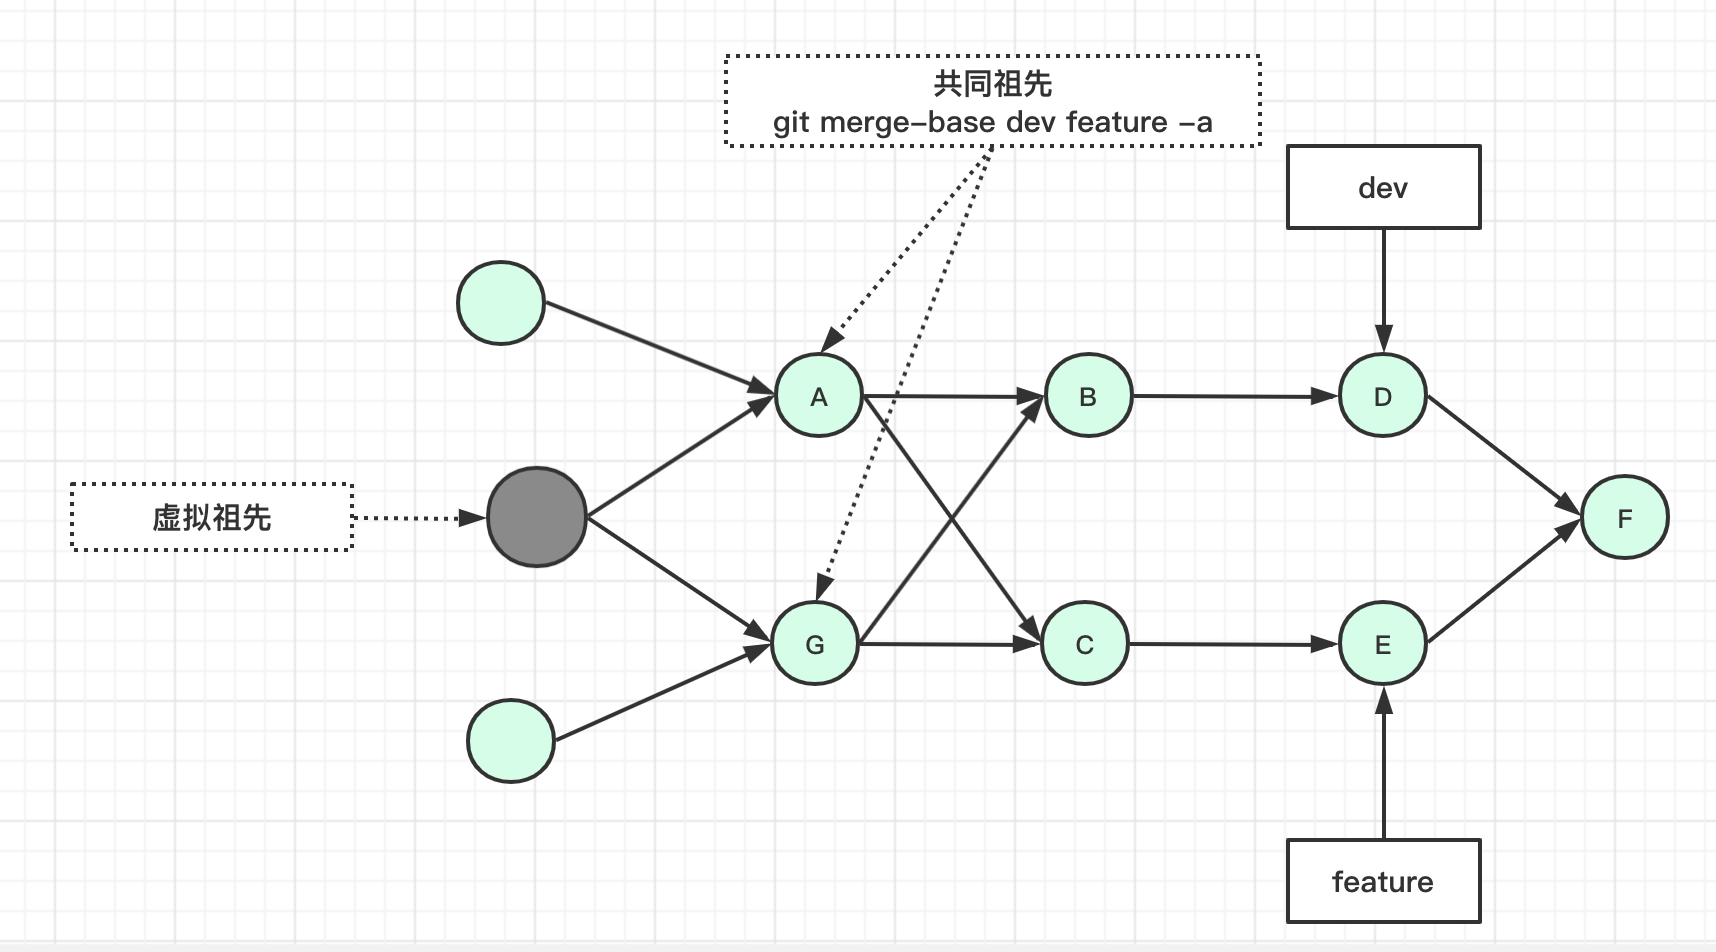 共同祖先
git merge-base dev feature -a
dev
A
B
D
虚拟祖先
F
G
C
E
feature